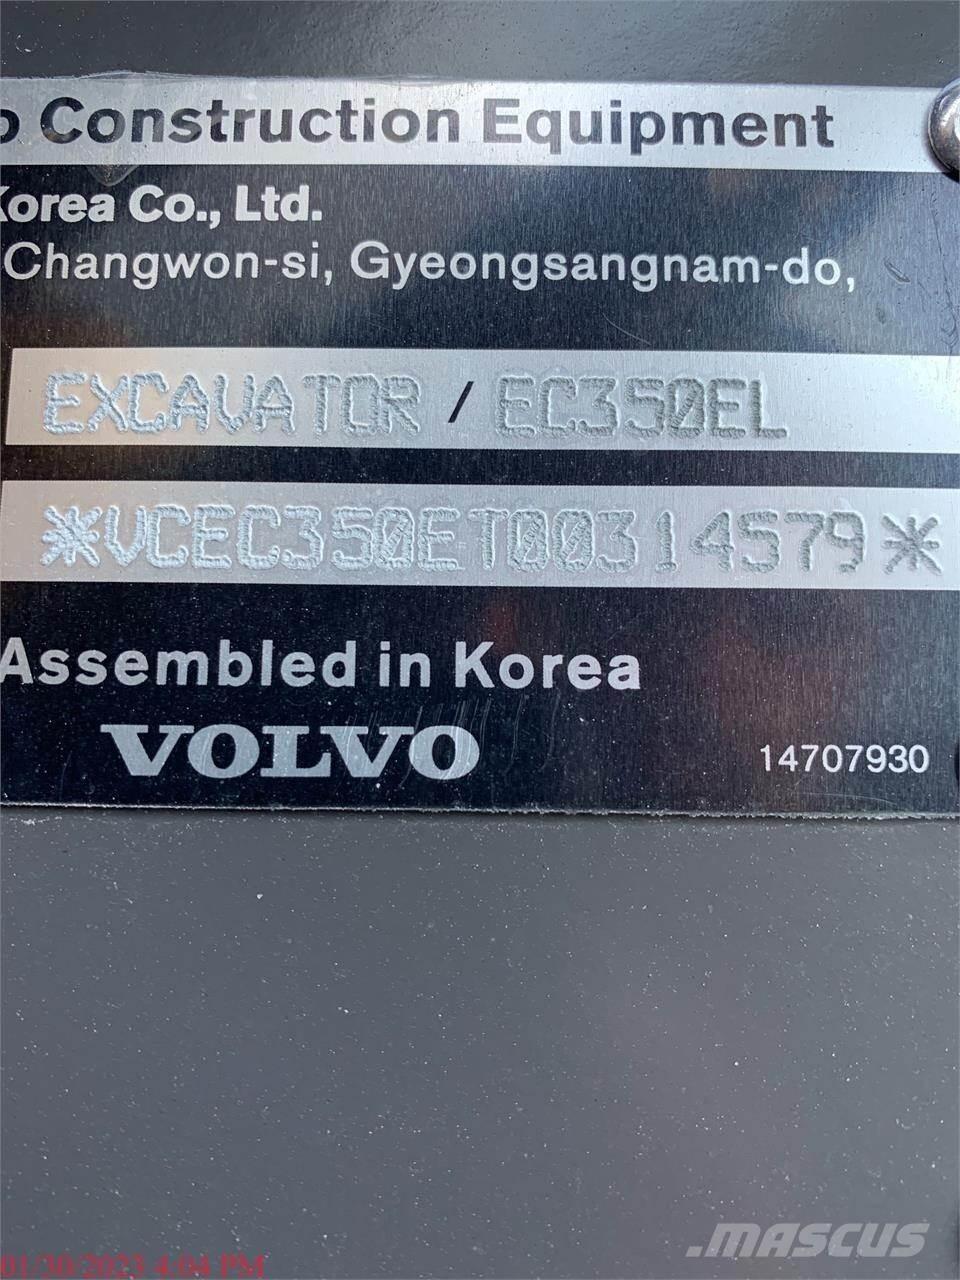 Construction Equipment
Korea Co., Ltd.
Changwon-si, Gyeongsangnam-do,
EXCAVATOR / EC350EL
*VCEC350ET00314579*
Assembled in Korea
VOLVO
14707930
.MASCUS
01/30/2023 4:04 PM